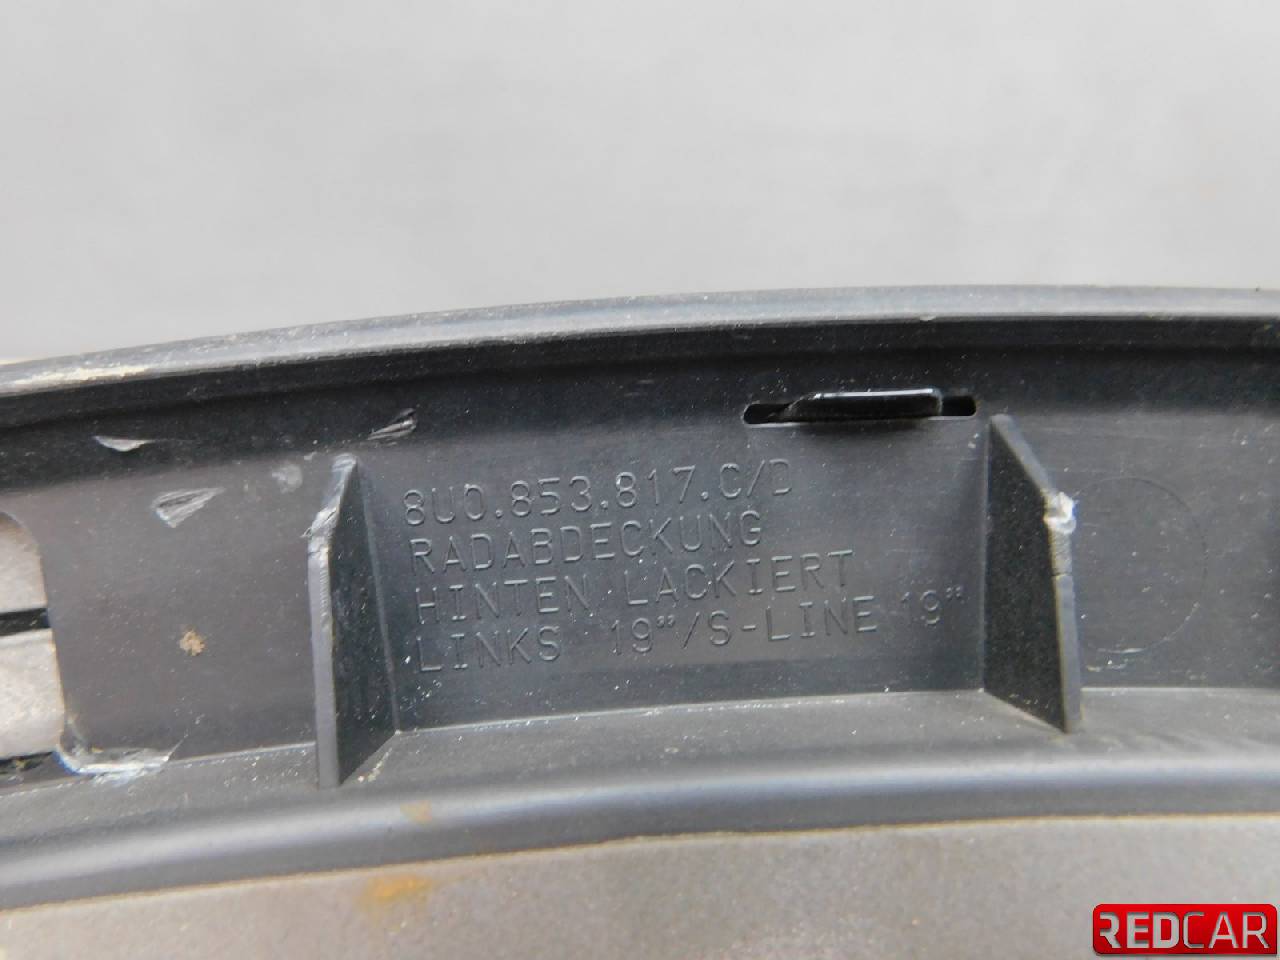 8U0.853.817.C/D
RADABDECKUNG
HINTEN LACKIERT
LINKS 19"/S-LINE 19"
REDCAR